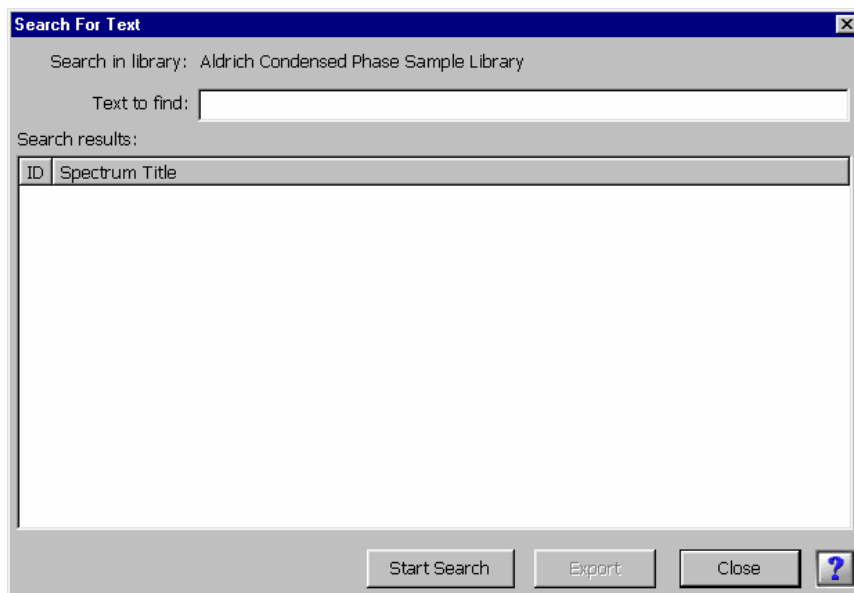 Search For Text
Search in library: Aldrich Condensed Phase Sample Library
Text to find:
Search results:
ID Spectrum Title
Start Search Export Close ?